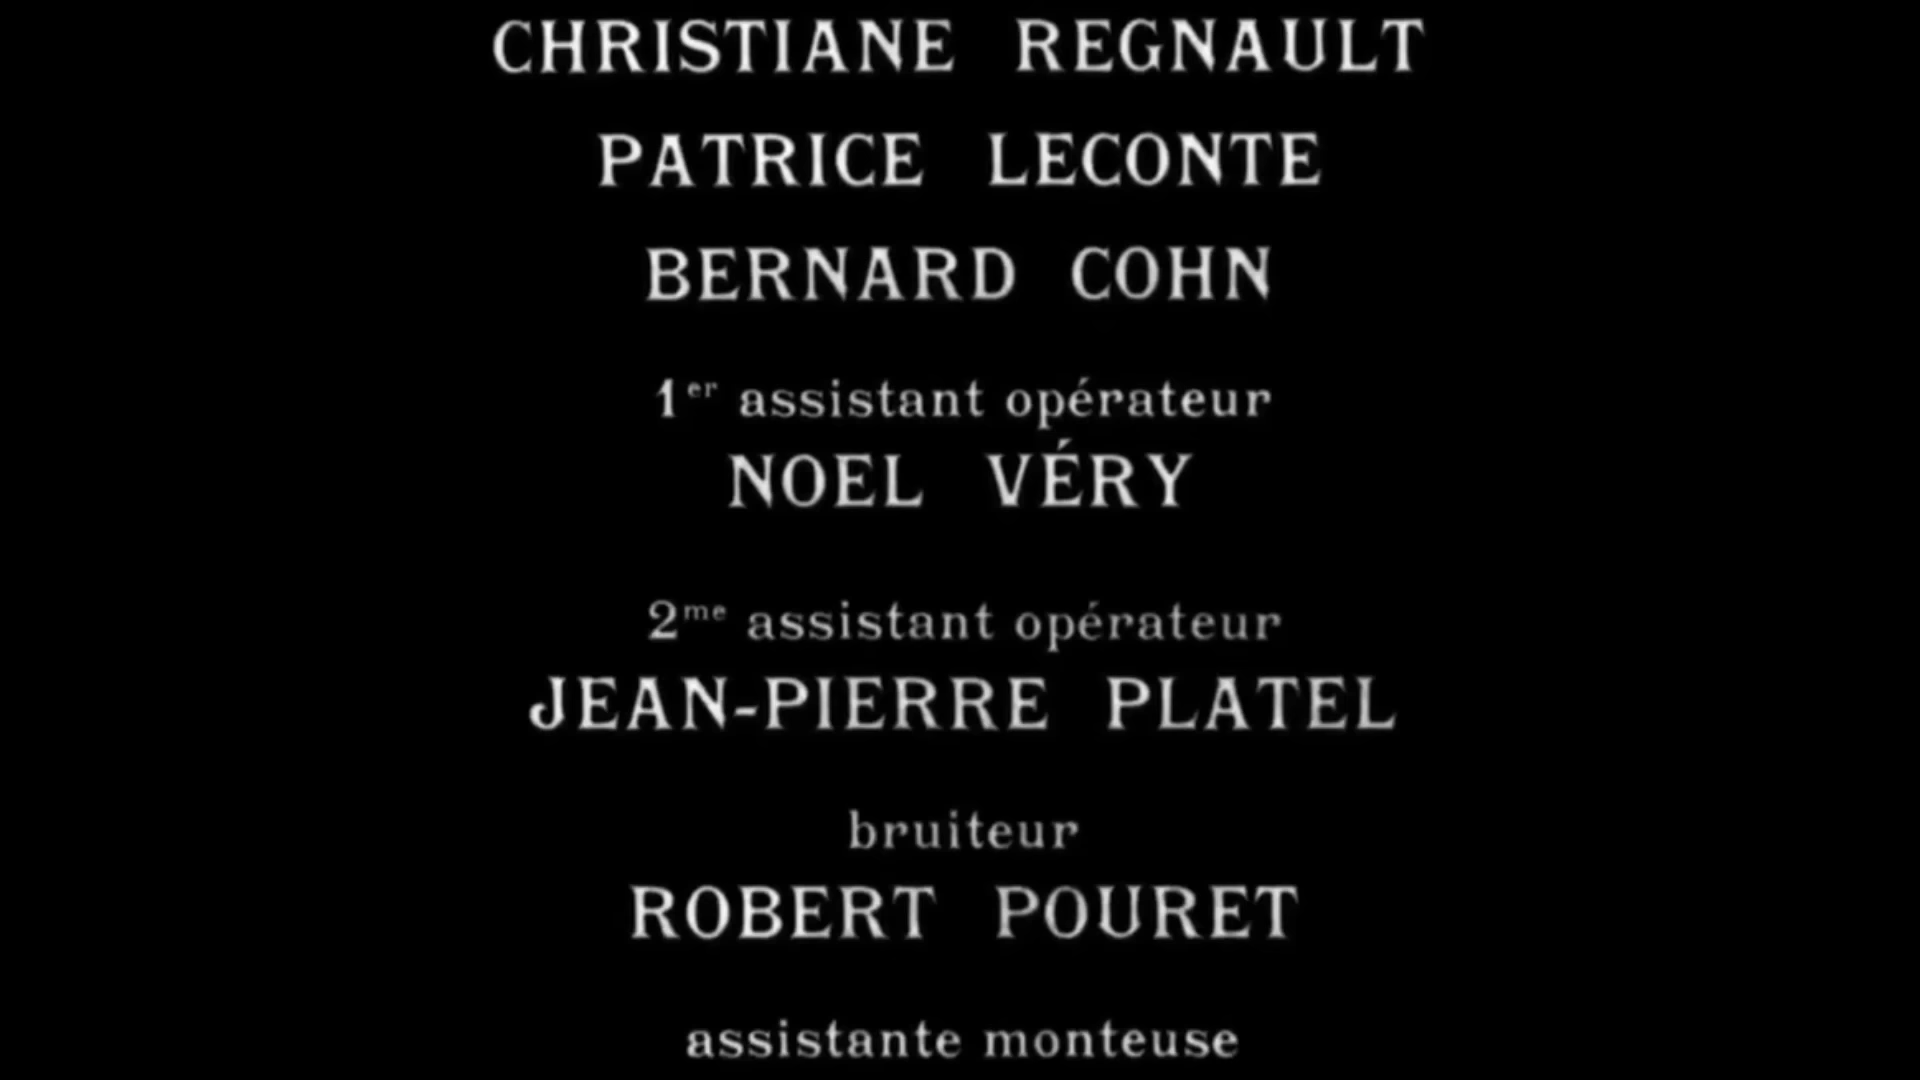 CHRISTIANE REGNAULT
PATRICE LECONTE
BERNARD COHN
1er assistant opérateur
NOEL VÉRY
2me assistant opérateur
JEAN-PIERRE PLATEL
bruiteur
ROBERT POURET
assistante monteuse